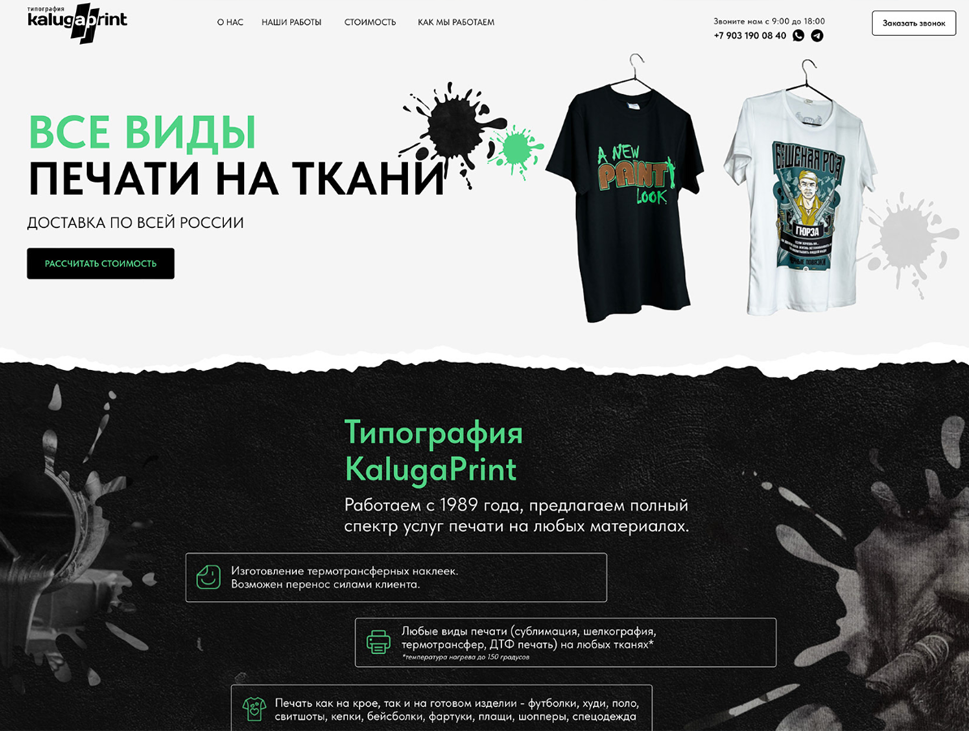 типография
kalugaprint
О НАС
НАШИ РАБОТЫ
СТОИМОСТЬ
КАК МЫ РАБОТАЕМ
Звоните нам с 9:00 до 18:00
+7 903 190 08 40
Заказать звонок
ВСЕ ВИДЫ
ПЕЧАТИ НА ТКАНИ
ДОСТАВКА ПО ВСЕЙ РОССИИ
РАССЧИТАТЬ СТОИМОСТЬ
A NEW
PRINT
LOOK
БЕШЕНАЯ РОЗА
ГЮРЗА
Типография
KalugaPrint
Работаем с 1989 года, предлагаем полный
спектр услуг печати на любых материалах.
Изготовление термотрансферных наклеек.
Возможен перенос силами клиента.
Любые виды печати (сублимация, шелкография,
термотрансфер, ДТФ печать) на любых тканях*
*температура нагрева до 150 градусов
Печать как на крое, так и на готовом изделии - футболки, худи, поло,
свитшоты, кепки, бейсболки, фартуки, плащи, шопперы, спецодежда